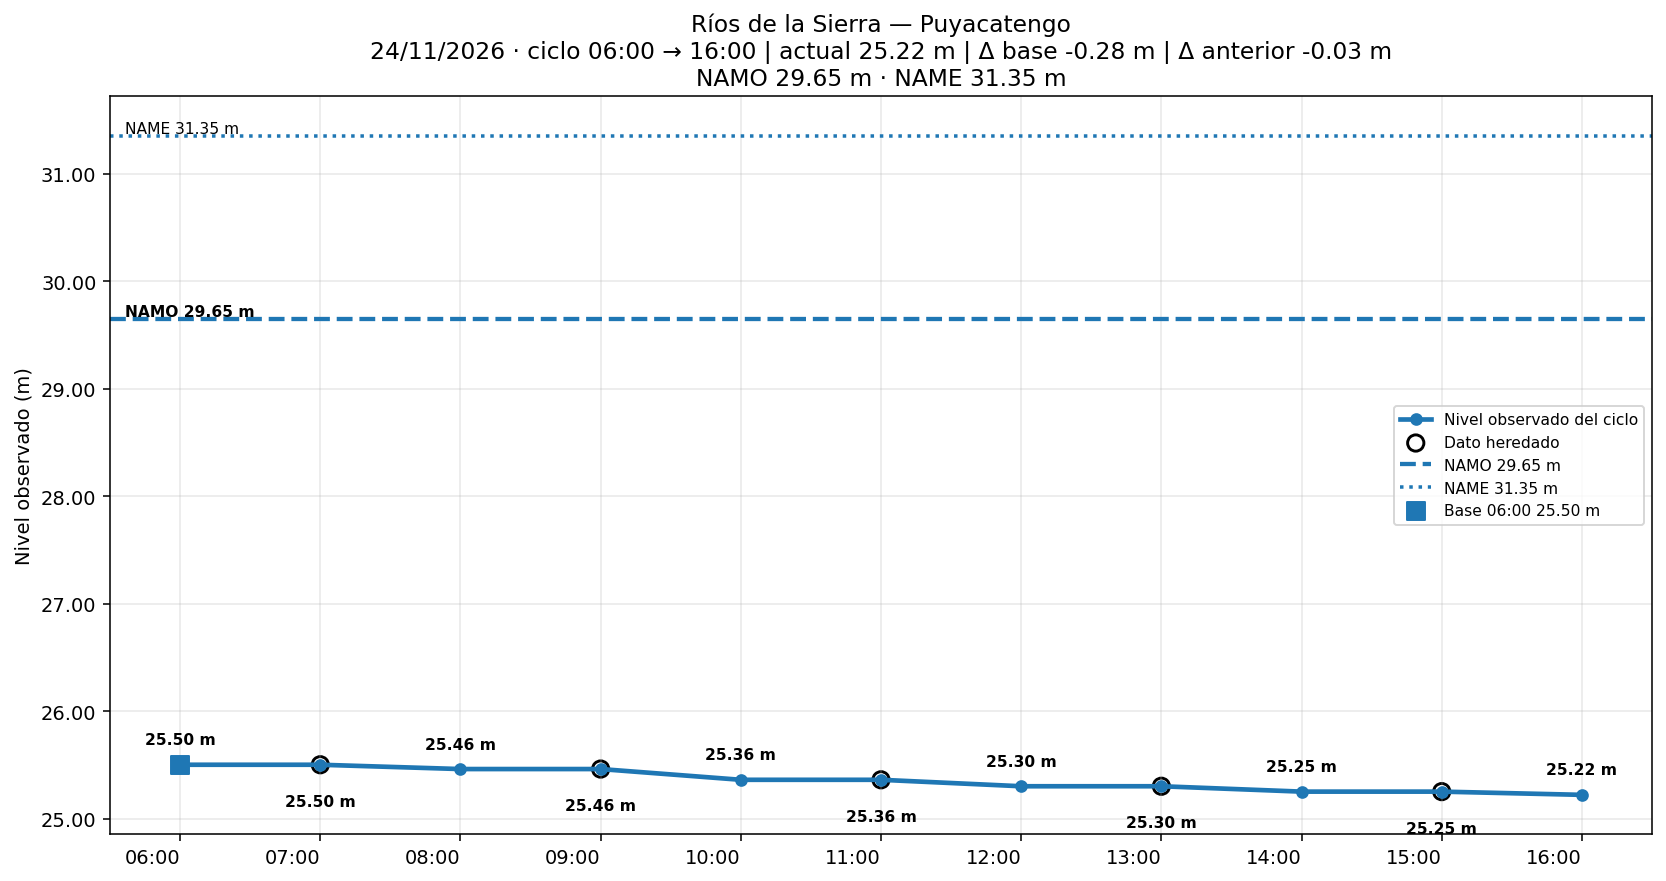 Ríos de la Sierra — Puyacatengo
24/11/2026 · ciclo 06:00 → 16:00 | actual 25.22 m | Δ base -0.28 m | Δ anterior -0.03 m
NAMO 29.65 m · NAME 31.35 m
Nivel observado (m)
31.00
30.00
29.00
28.00
27.00
26.00
25.00
NAME 31.35 m
NAMO 29.65 m
Nivel observado del ciclo
Dato heredado
NAMO 29.65 m
NAME 31.35 m
Base 06:00 25.50 m
25.50 m
25.50 m
25.46 m
25.46 m
25.36 m
25.36 m
25.30 m
25.30 m
25.25 m
25.25 m
25.22 m
06:00
07:00
08:00
09:00
10:00
11:00
12:00
13:00
14:00
15:00
16:00